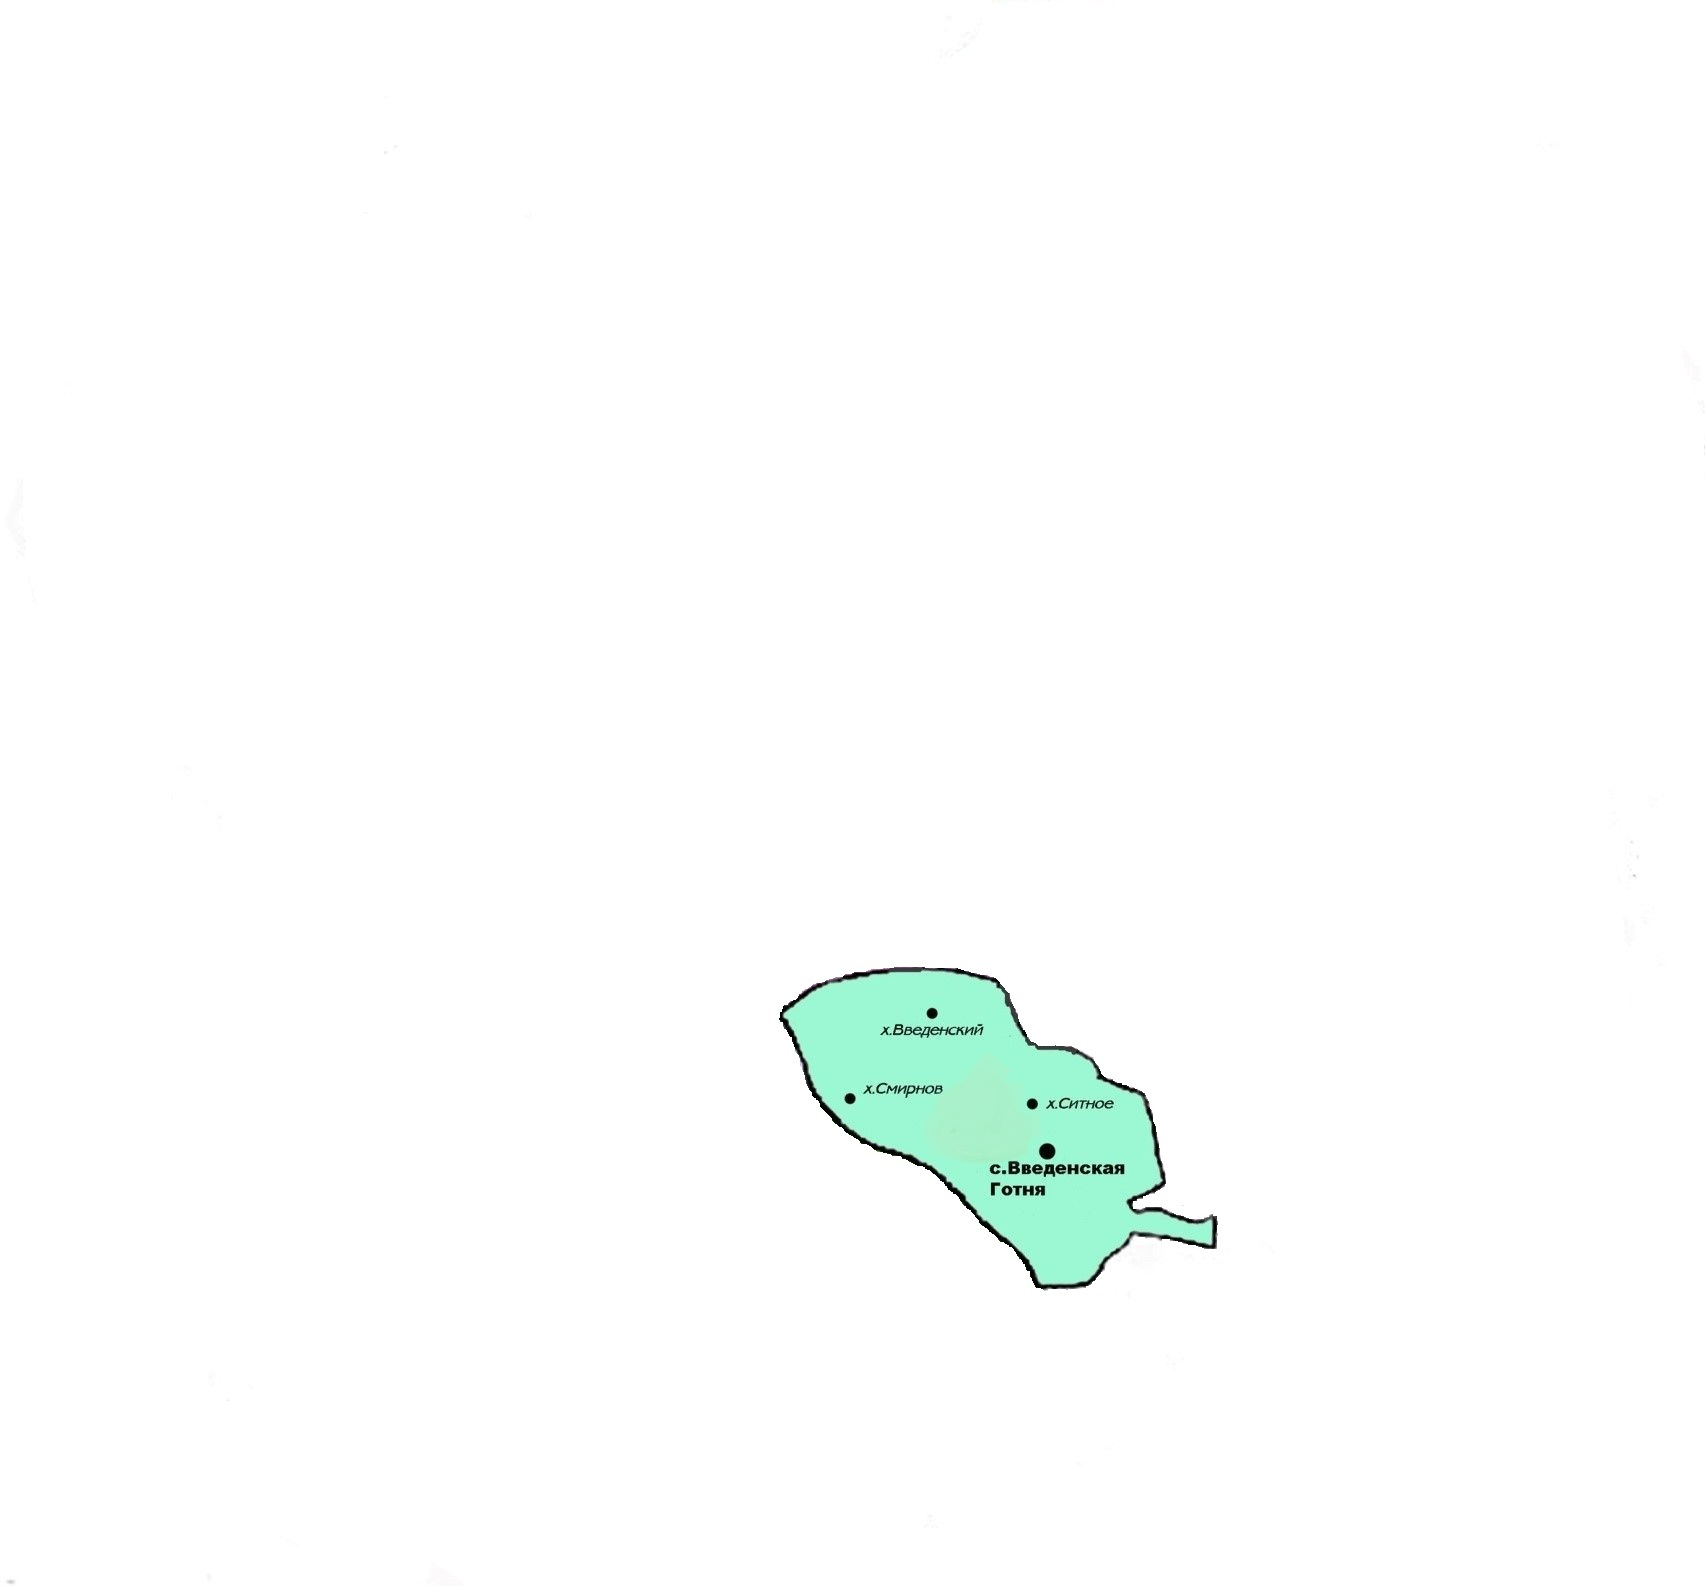 х.Введенский
х.Смирнов
х.Ситное
с.Введенская
Готня